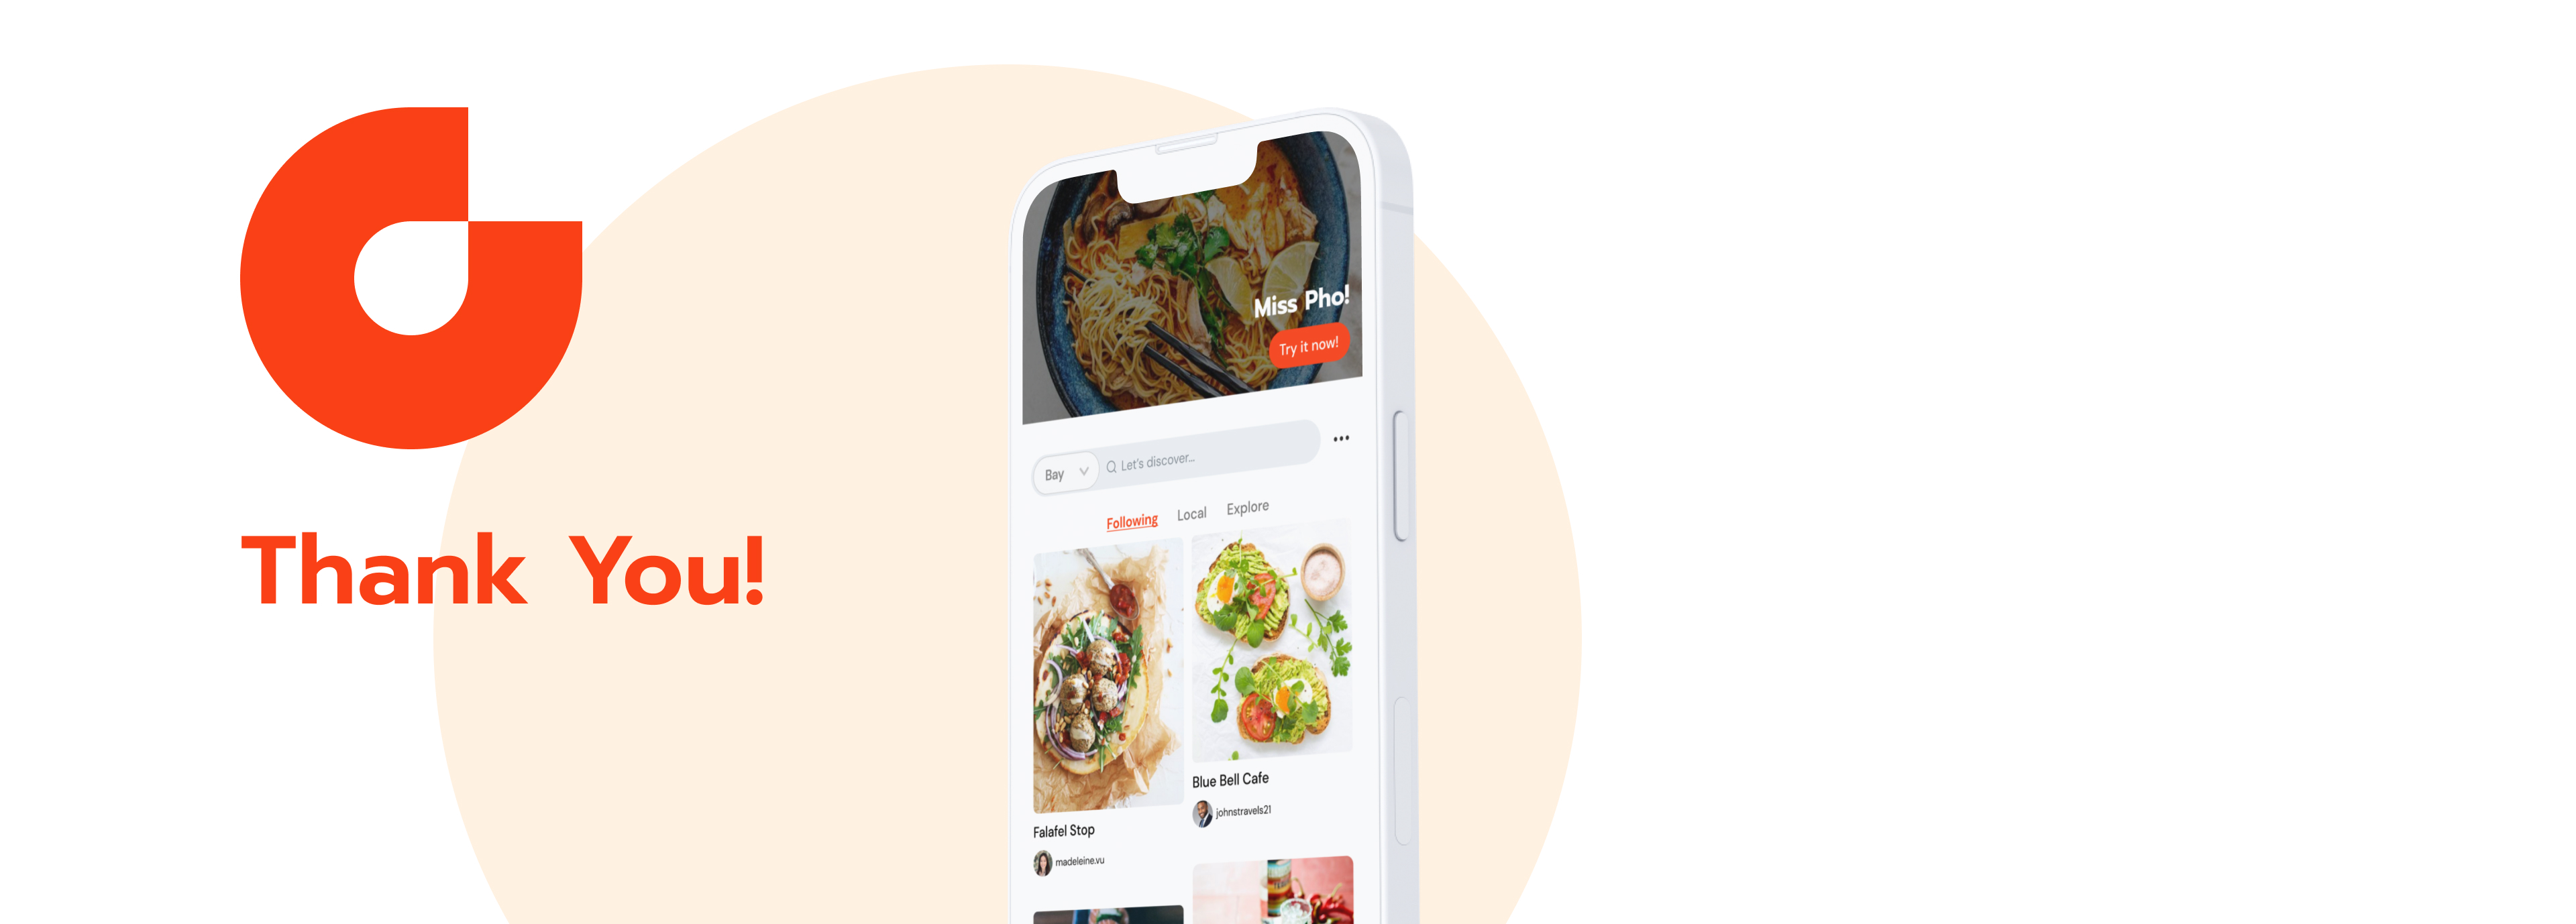 Thank You!
Miss Pho!
Try it now!
Bay
Let's discover...
Following Local Explore
Falafel Stop
madeleine.vu
Blue Bell Cafe
johnstravels21